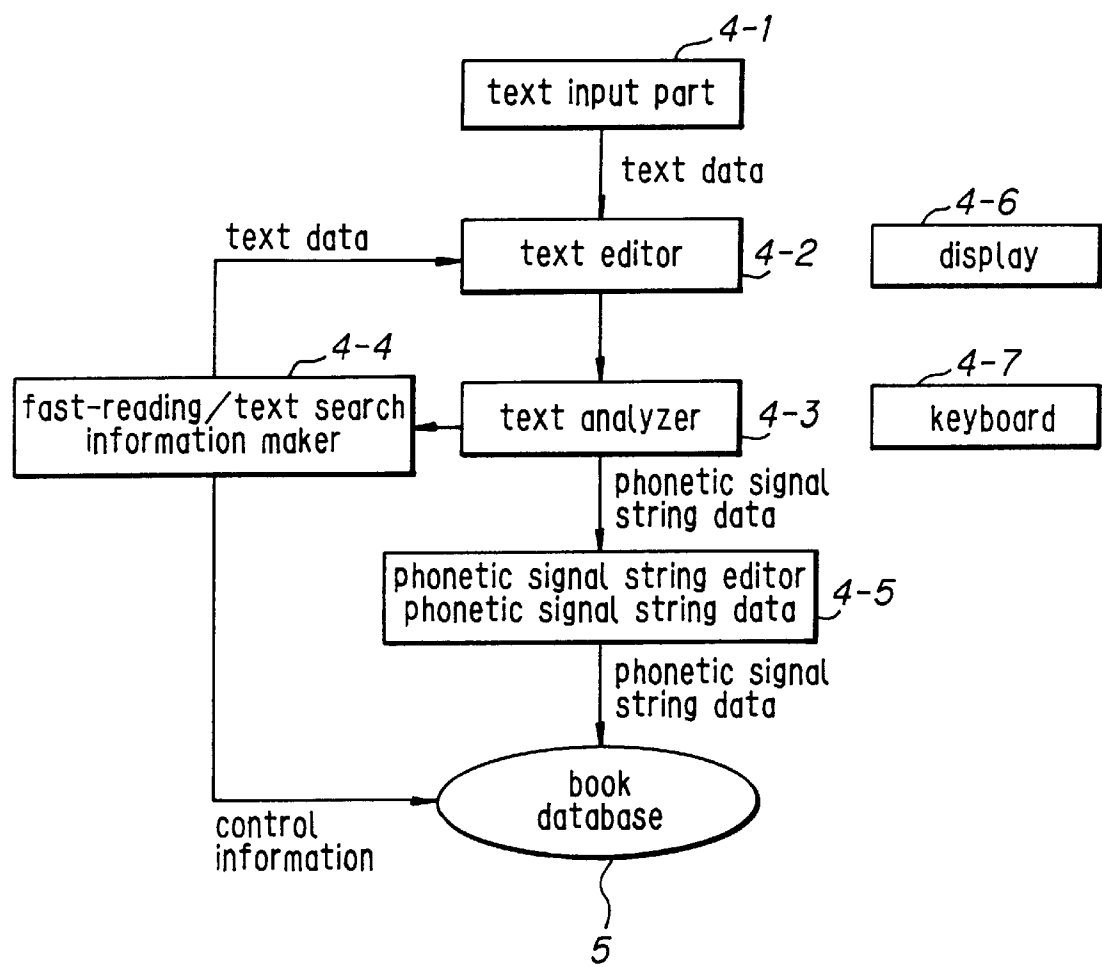 4-1
text input part
text data
text data
text editor
4-2
4-6
display
4-4
fast-reading/text search
information maker
text analyzer
4-3
4-7
keyboard
phonetic signal
string data
phonetic signal string editor
phonetic signal string data
4-5
phonetic signal
string data
book
database
control
information
5